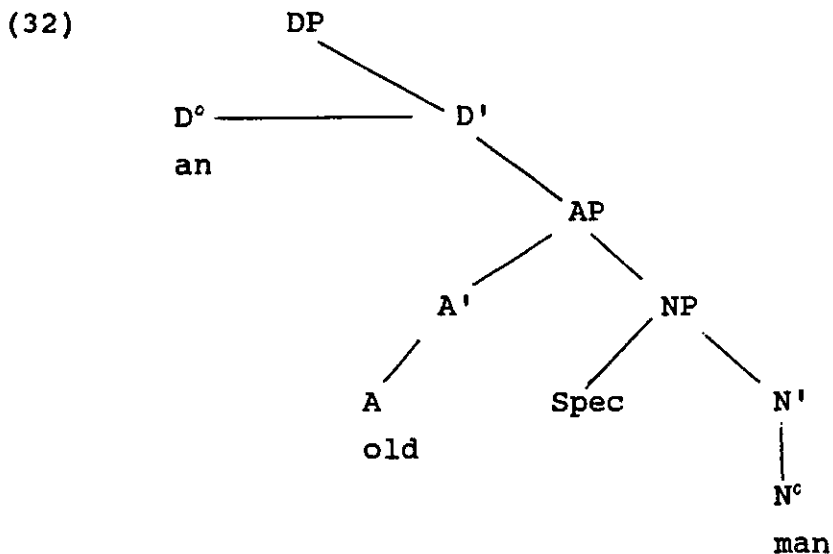 (32) DP
D° D'
an
AP
A' NP
A Spec N'
old
N°
man